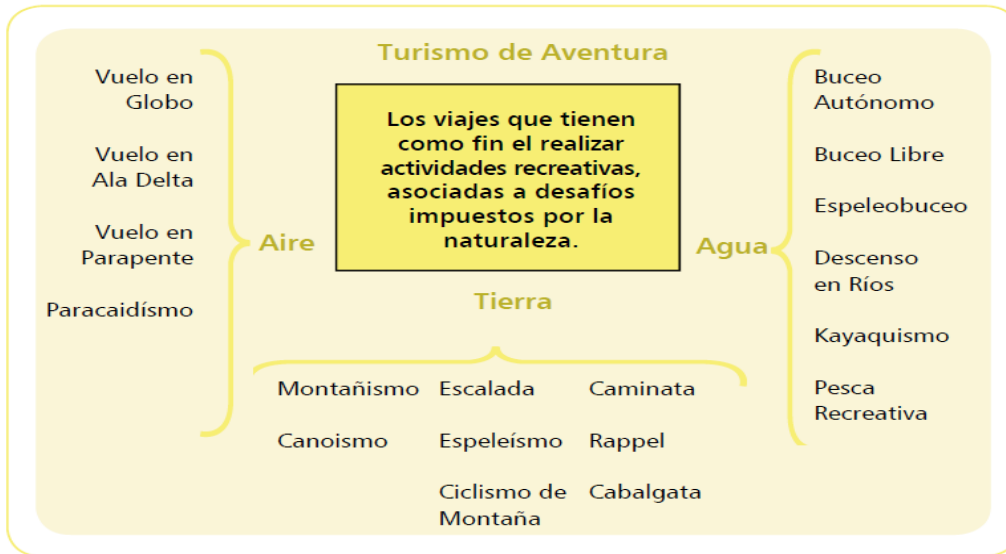 Turismo de Aventura
Los viajes que tienen
como fin el realizar
actividades recreativas,
asociadas a desafíos
impuestos por la
naturaleza.
Aire
Vuelo en
Globo
Vuelo en
Ala Delta
Vuelo en
Parapente
Paracaidísmo
Agua
Buceo
Autónomo
Buceo Libre
Espeleobuceo
Descenso
en Ríos
Kayaquismo
Pesca
Recreativa
Tierra
Montañismo Escalada Caminata
Canoismo Espeleísmo Rappel
Ciclismo de Cabalgata
Montaña